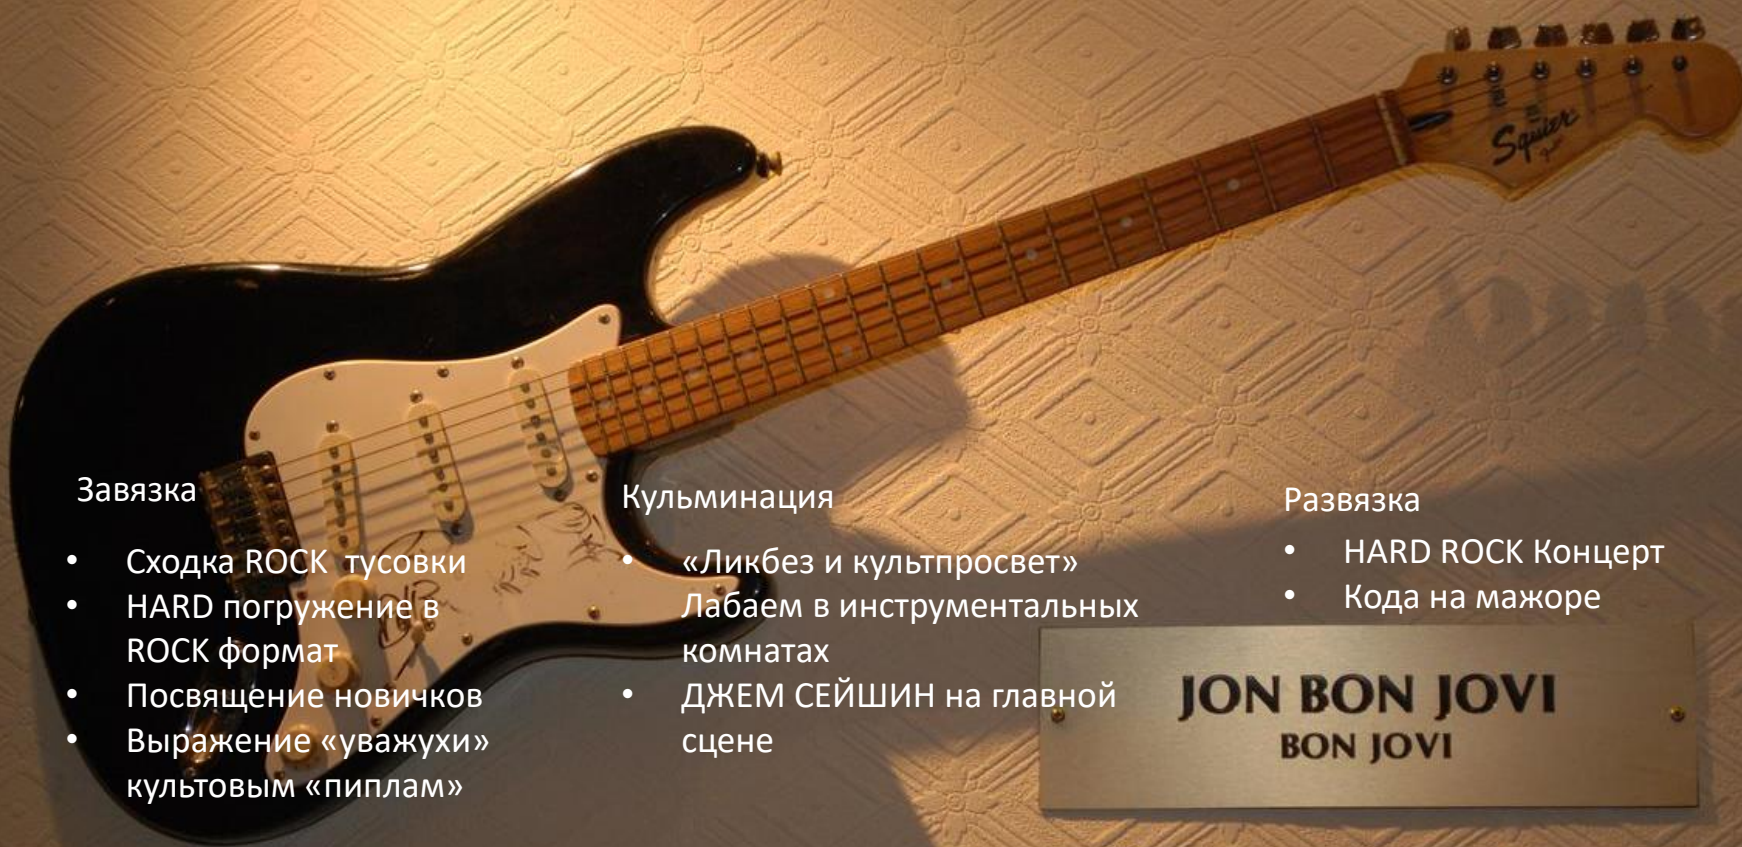 Squier
Завязка
• Сходка ROCK тусовки
• HARD погружение в
ROCK формат
• Посвящение новичков
• Выражение «уважухи»
культовым «пиплам»
Кульминация
• «Ликбез и культпросвет»
Лабаем в инструментальных
комнатах
• ДЖЕМ СЕЙШИН на главной
сцене
Развязка
• HARD ROCK Концерт
• Кода на мажоре
JON BON JOVI
BON JOVI